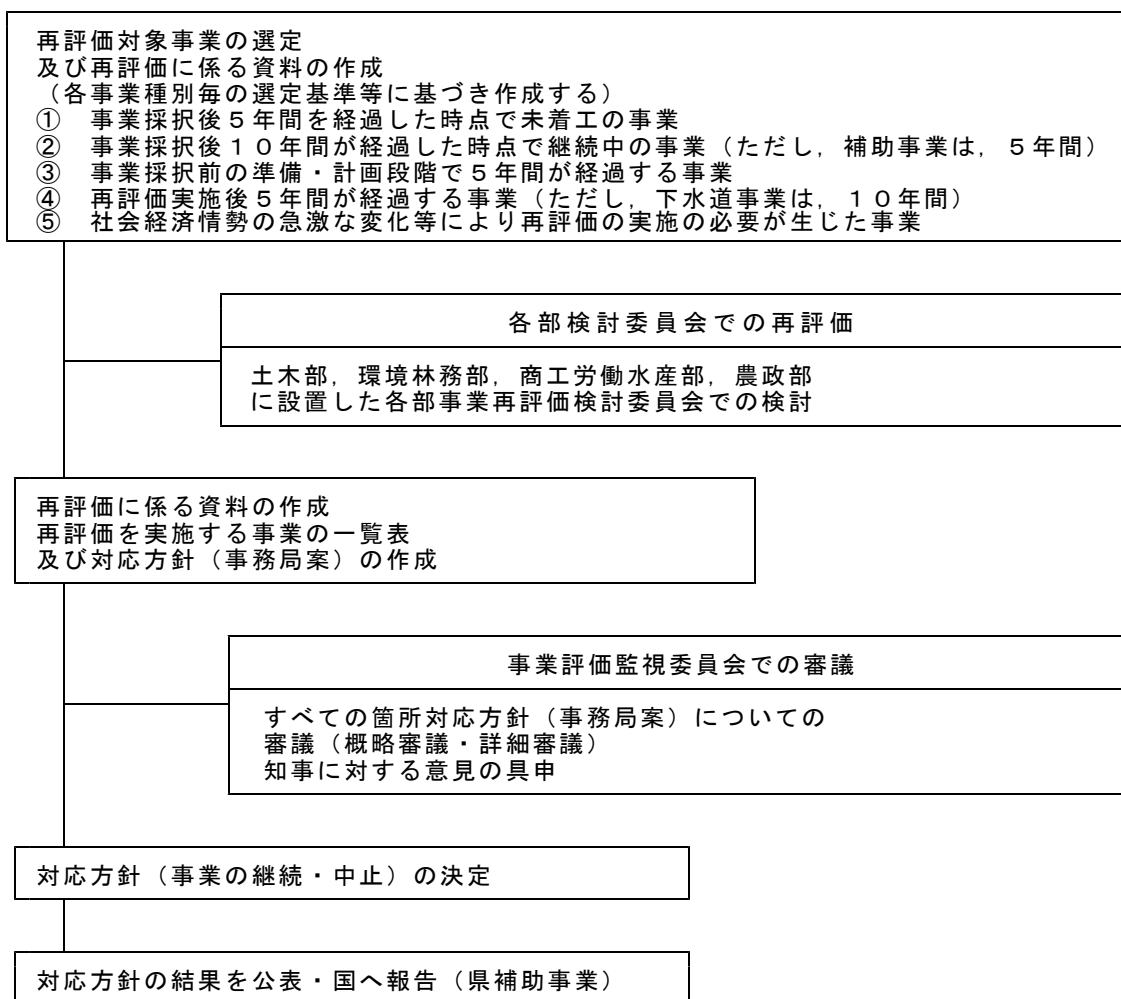 再評価対象事業の選定
及び再評価に係る資料の作成
（各事業種別毎の選定基準等に基づき作成する）
①　事業採択後５年間を経過した時点で未着工の事業
②　事業採択後１０年間が経過した時点で継続中の事業（ただし，補助事業は，５年間）
③　事業採択前の準備・計画段階で５年間が経過する事業
④　再評価実施後５年間が経過する事業（ただし，下水道事業は，１０年間）
⑤　社会経済情勢の急激な変化等により再評価の実施の必要が生じた事業
各部検討委員会での再評価
土木部，環境林務部，商工労働水産部，農政部
に設置した各部事業再評価検討委員会での検討
再評価に係る資料の作成
再評価を実施する事業の一覧表
及び対応方針（事務局案）の作成
事業評価監視委員会での審議
すべての箇所対応方針（事務局案）についての
審議（概略審議・詳細審議）
知事に対する意見の具申
対応方針（事業の継続・中止）の決定
対応方針の結果を公表・国へ報告（県補助事業）